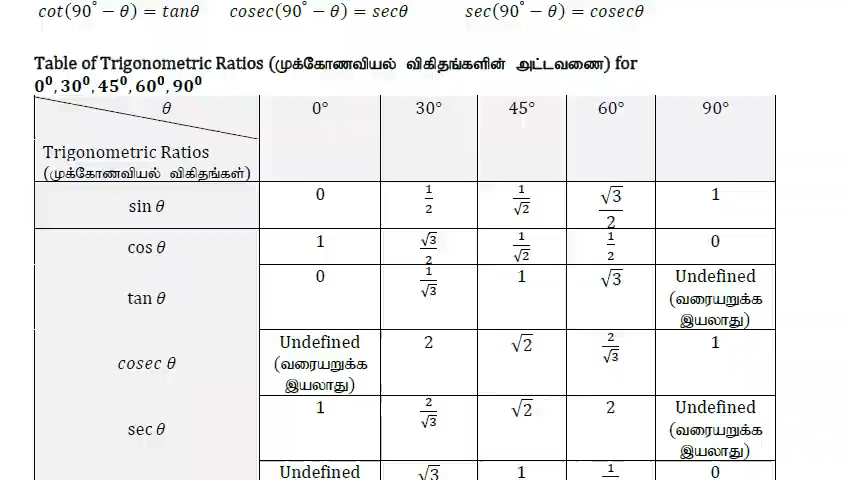 cot(90° − θ) = tanθ cosec(90° − θ) = secθ sec(90° − θ) = cosecθ
Table of Trigonometric Ratios (முக்கோணவியல் விகிதங்களின் அட்டவணை) for
0⁰, 30⁰, 45⁰, 60⁰, 90⁰
θ 0° 30° 45° 60° 90°
Trigonometric Ratios
(முக்கோணவியல் விகிதங்கள்)
sin θ 0 1/2 1/√2 √3/2 1
cos θ 1 √3/2 1/√2 1/2 0
tan θ 0 1/√3 1 √3 Undefined
(வரையறுக்க
இயலாது)
cosec θ Undefined 2 √2 2/√3 1
(வரையறுக்க
இயலாது)
sec θ 1 2/√3 √2 2 Undefined
(வரையறுக்க
இயலாது)
Undefined √3 1 1 0